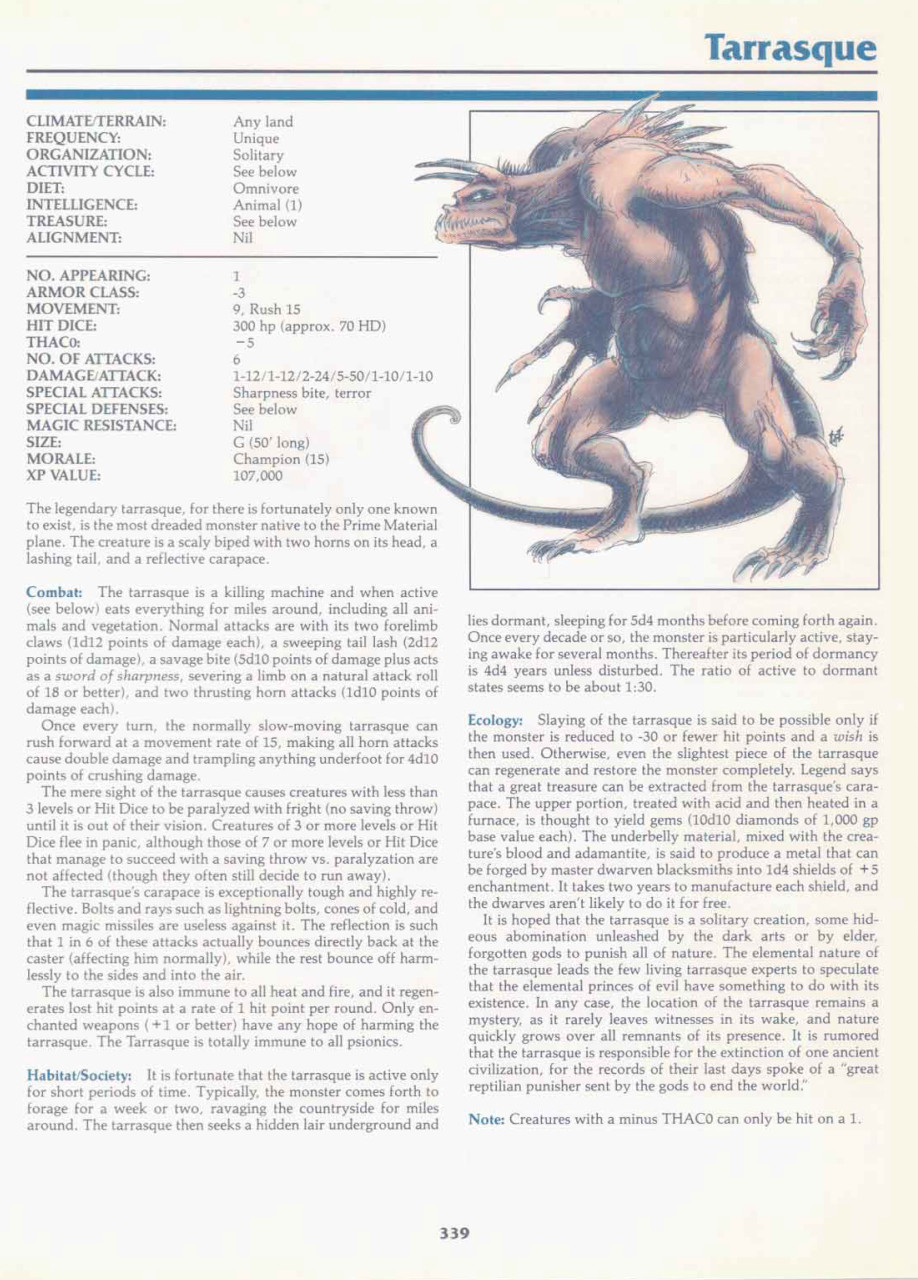 Tarrasque
CLIMATE/TERRAIN: Any land
FREQUENCY: Unique
ORGANIZATION: Solitary
ACTIVITY CYCLE: See below
DIET: Omnivore
INTELLIGENCE: Animal (1)
TREASURE: See below
ALIGNMENT: Nil
NO. APPEARING: 1
ARMOR CLASS: -3
MOVEMENT: 9, Rush 15
HIT DICE: 300 hp (approx. 70 HD)
THAC0: -5
NO. OF ATTACKS: 6
DAMAGE/ATTACK: 1-12/1-12/2-24/5-50/1-10/1-10
SPECIAL ATTACKS: Sharpness bite, terror
SPECIAL DEFENSES: See below
MAGIC RESISTANCE: Nil
SIZE: G (50' long)
MORALE: Champion (15)
XP VALUE: 107,000
The legendary tarrasque, for there is fortunately only one known
to exist, is the most dreaded monster native to the Prime Material
plane. The creature is a scaly biped with two horns on its head, a
lashing tail, and a reflective carapace.
Combat: The tarrasque is a killing machine and when active
(see below) eats everything for miles around, including all ani-
mals and vegetation. Normal attacks are with its two forelimb
claws (1d12 points of damage each), a sweeping tail lash (2d12
points of damage), a savage bite (5d10 points of damage plus acts
as a sword of sharpness, severing a limb on a natural attack roll
of 18 or better), and two thrusting horn attacks (1d10 points of
damage each).
Once every turn, the normally slow-moving tarrasque can
rush forward at a movement rate of 15, making all horn attacks
cause double damage and trampling anything underfoot for 4d10
points of crushing damage.
The mere sight of the tarrasque causes creatures with less than
3 levels or Hit Dice to be paralyzed with fright (no saving throw)
until it is out of their vision. Creatures of 3 or more levels or Hit
Dice flee in panic, although those of 7 or more levels or Hit Dice
that manage to succeed with a saving throw vs. paralyzation are
not affected (though they often still decide to run away).
The tarrasque's carapace is exceptionally tough and highly re-
flective. Bolts and rays such as lightning bolts, cones of cold, and
even magic missiles are useless against it. The reflection is such
that 1 in 6 of these attacks actually bounces directly back at the
caster (affecting him normally), while the rest bounce off harm-
lessly to the sides and into the air.
The tarrasque is also immune to all heat and fire, and it regen-
erates lost hit points at a rate of 1 hit point per round. Only en-
chanted weapons (+1 or better) have any hope of harming the
tarrasque. The Tarrasque is totally immune to all psionics.
Habitat/Society: It is fortunate that the tarrasque is active only
for short periods of time. Typically, the monster comes forth to
forage for a week or two, ravaging the countryside for miles
around. The tarrasque then seeks a hidden lair underground and
lies dormant, sleeping for 5d4 months before coming forth again.
Once every decade or so, the monster is particularly active, stay-
ing awake for several months. Thereafter its period of dormancy
is 4d4 years unless disturbed. The ratio of active to dormant
states seems to be about 1:30.
Ecology: Slaying of the tarrasque is said to be possible only if
the monster is reduced to -30 or fewer hit points and a wish is
then used. Otherwise, even the slightest piece of the tarrasque
can regenerate and restore the monster completely. Legend says
that a great treasure can be extracted from the tarrasque's cara-
pace. The upper portion, treated with acid and then heated in a
furnace, is thought to yield gems (10d10 diamonds of 1,000 gp
base value each). The underbelly material, mixed with the crea-
ture's blood and adamantite, is said to produce a metal that can
be forged by master dwarven blacksmiths into 1d4 shields of +5
enchantment. It takes two years to manufacture each shield, and
the dwarves aren't likely to do it for free.
It is hoped that the tarrasque is a solitary creation, some hid-
eous abomination unleashed by the dark arts or by elder,
forgotten gods to punish all of nature. The elemental nature of
the tarrasque leads the few living tarrasque experts to speculate
that the elemental princes of evil have something to do with its
existence. In any case, the location of the tarrasque remains a
mystery, as it rarely leaves witnesses in its wake, and nature
quickly grows over all remnants of its presence. It is rumored
that the tarrasque is responsible for the extinction of one ancient
civilization, for the records of their last days spoke of a "great
reptilian punisher sent by the gods to end the world."
Note: Creatures with a minus THAC0 can only be hit on a 1.
339